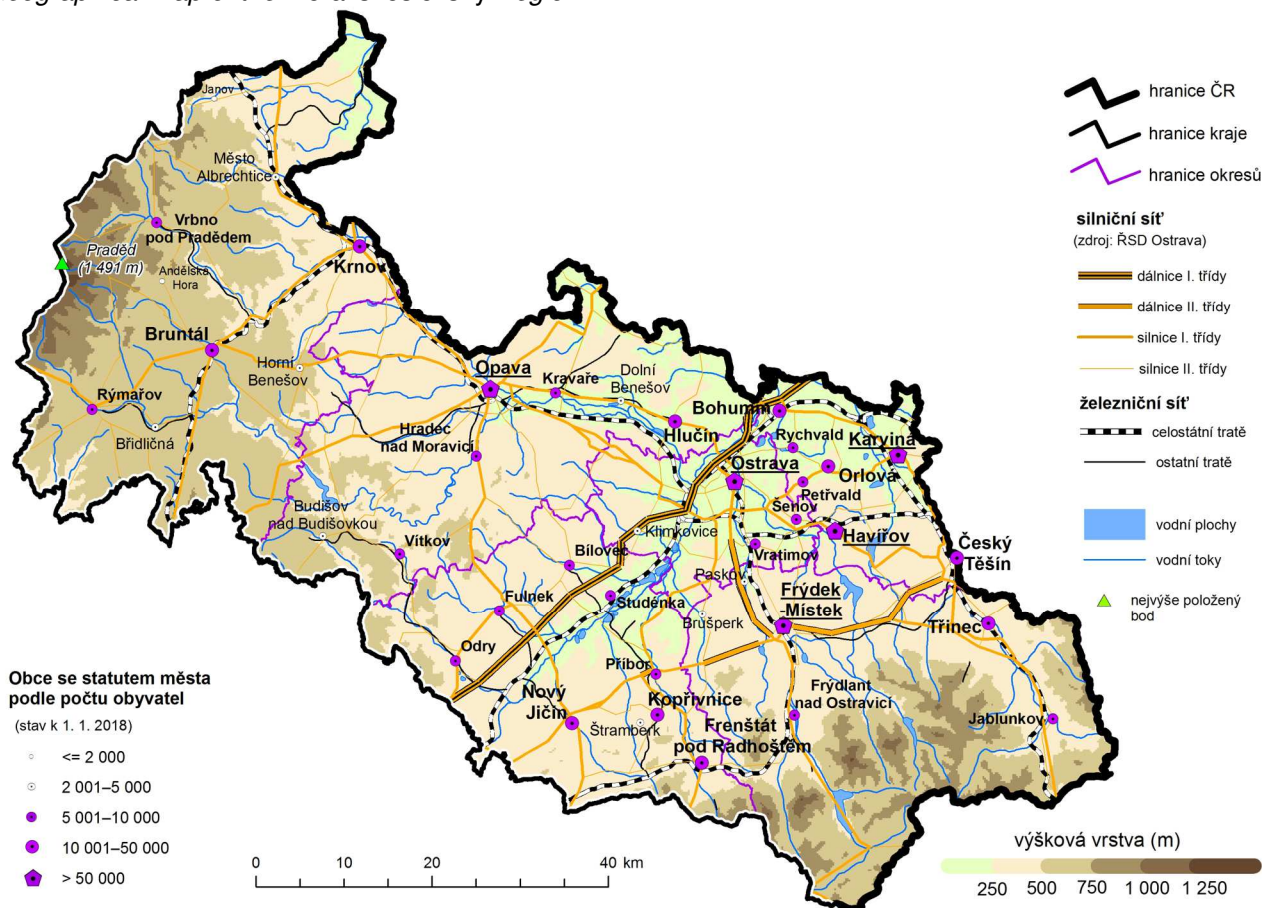 Janov
Město
Albrechtice
Vrbno
pod Pradědem
Praděd
(1 491 m)
Andělská
Hora
Krnov
Bruntál
Horní
Benešov
Rýmařov
Břidličná
Opava
Kravaře
Dolní
Benešov
Hlučín
Hradec
nad Moravicí
Bohumín
Rychvald
Karviná
Ostrava
Orlová
Petřvald
Šenov
Havířov
Klimkovice
Vratimov
Český
Těšín
Budišov
nad Budišovkou
Vítkov
Bílovec
Paskov
Studénka
Fulnek
Brušperk
Frýdek
-Místek
Třinec
Odry
Příbor
Nový
Jičín
Kopřivnice
Štramberk
Frenštát
pod Radhoštěm
Frýdlant
nad Ostravicí
Jablunkov
hranice ČR
hranice kraje
hranice okresů
silniční síť
(zdroj: ŘSD Ostrava)
dálnice I. třídy
dálnice II. třídy
silnice I. třídy
silnice II. třídy
železniční síť
celostátní tratě
ostatní tratě
vodní plochy
vodní toky
nejvýše položený
bod
Obce se statutem města
podle počtu obyvatel
(stav k 1. 1. 2018)
<= 2 000
2 001–5 000
5 001–10 000
10 001–50 000
> 50 000
0 10 20 40 km
výšková vrstva (m)
250 500 750 1 000 1 250